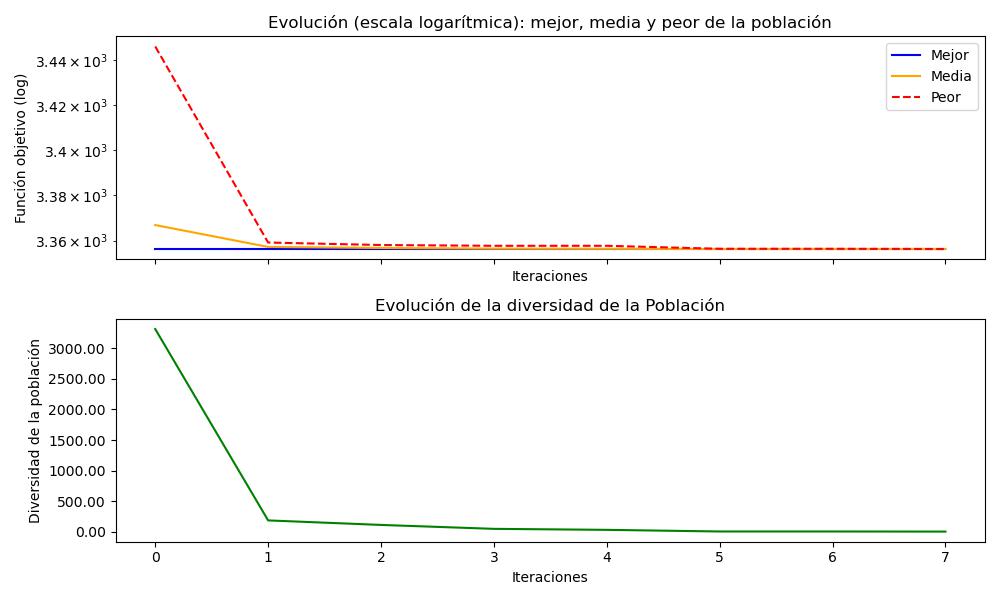 Evolución (escala logarítmica): mejor, media y peor de la población
Función objetivo (log)
3.44 × 10³
3.42 × 10³
3.4 × 10³
3.38 × 10³
3.36 × 10³
Mejor
Media
Peor
Iteraciones
Evolución de la diversidad de la Población
Diversidad de la población
3000.00
2500.00
2000.00
1500.00
1000.00
500.00
0.00
0 1 2 3 4 5 6 7
Iteraciones